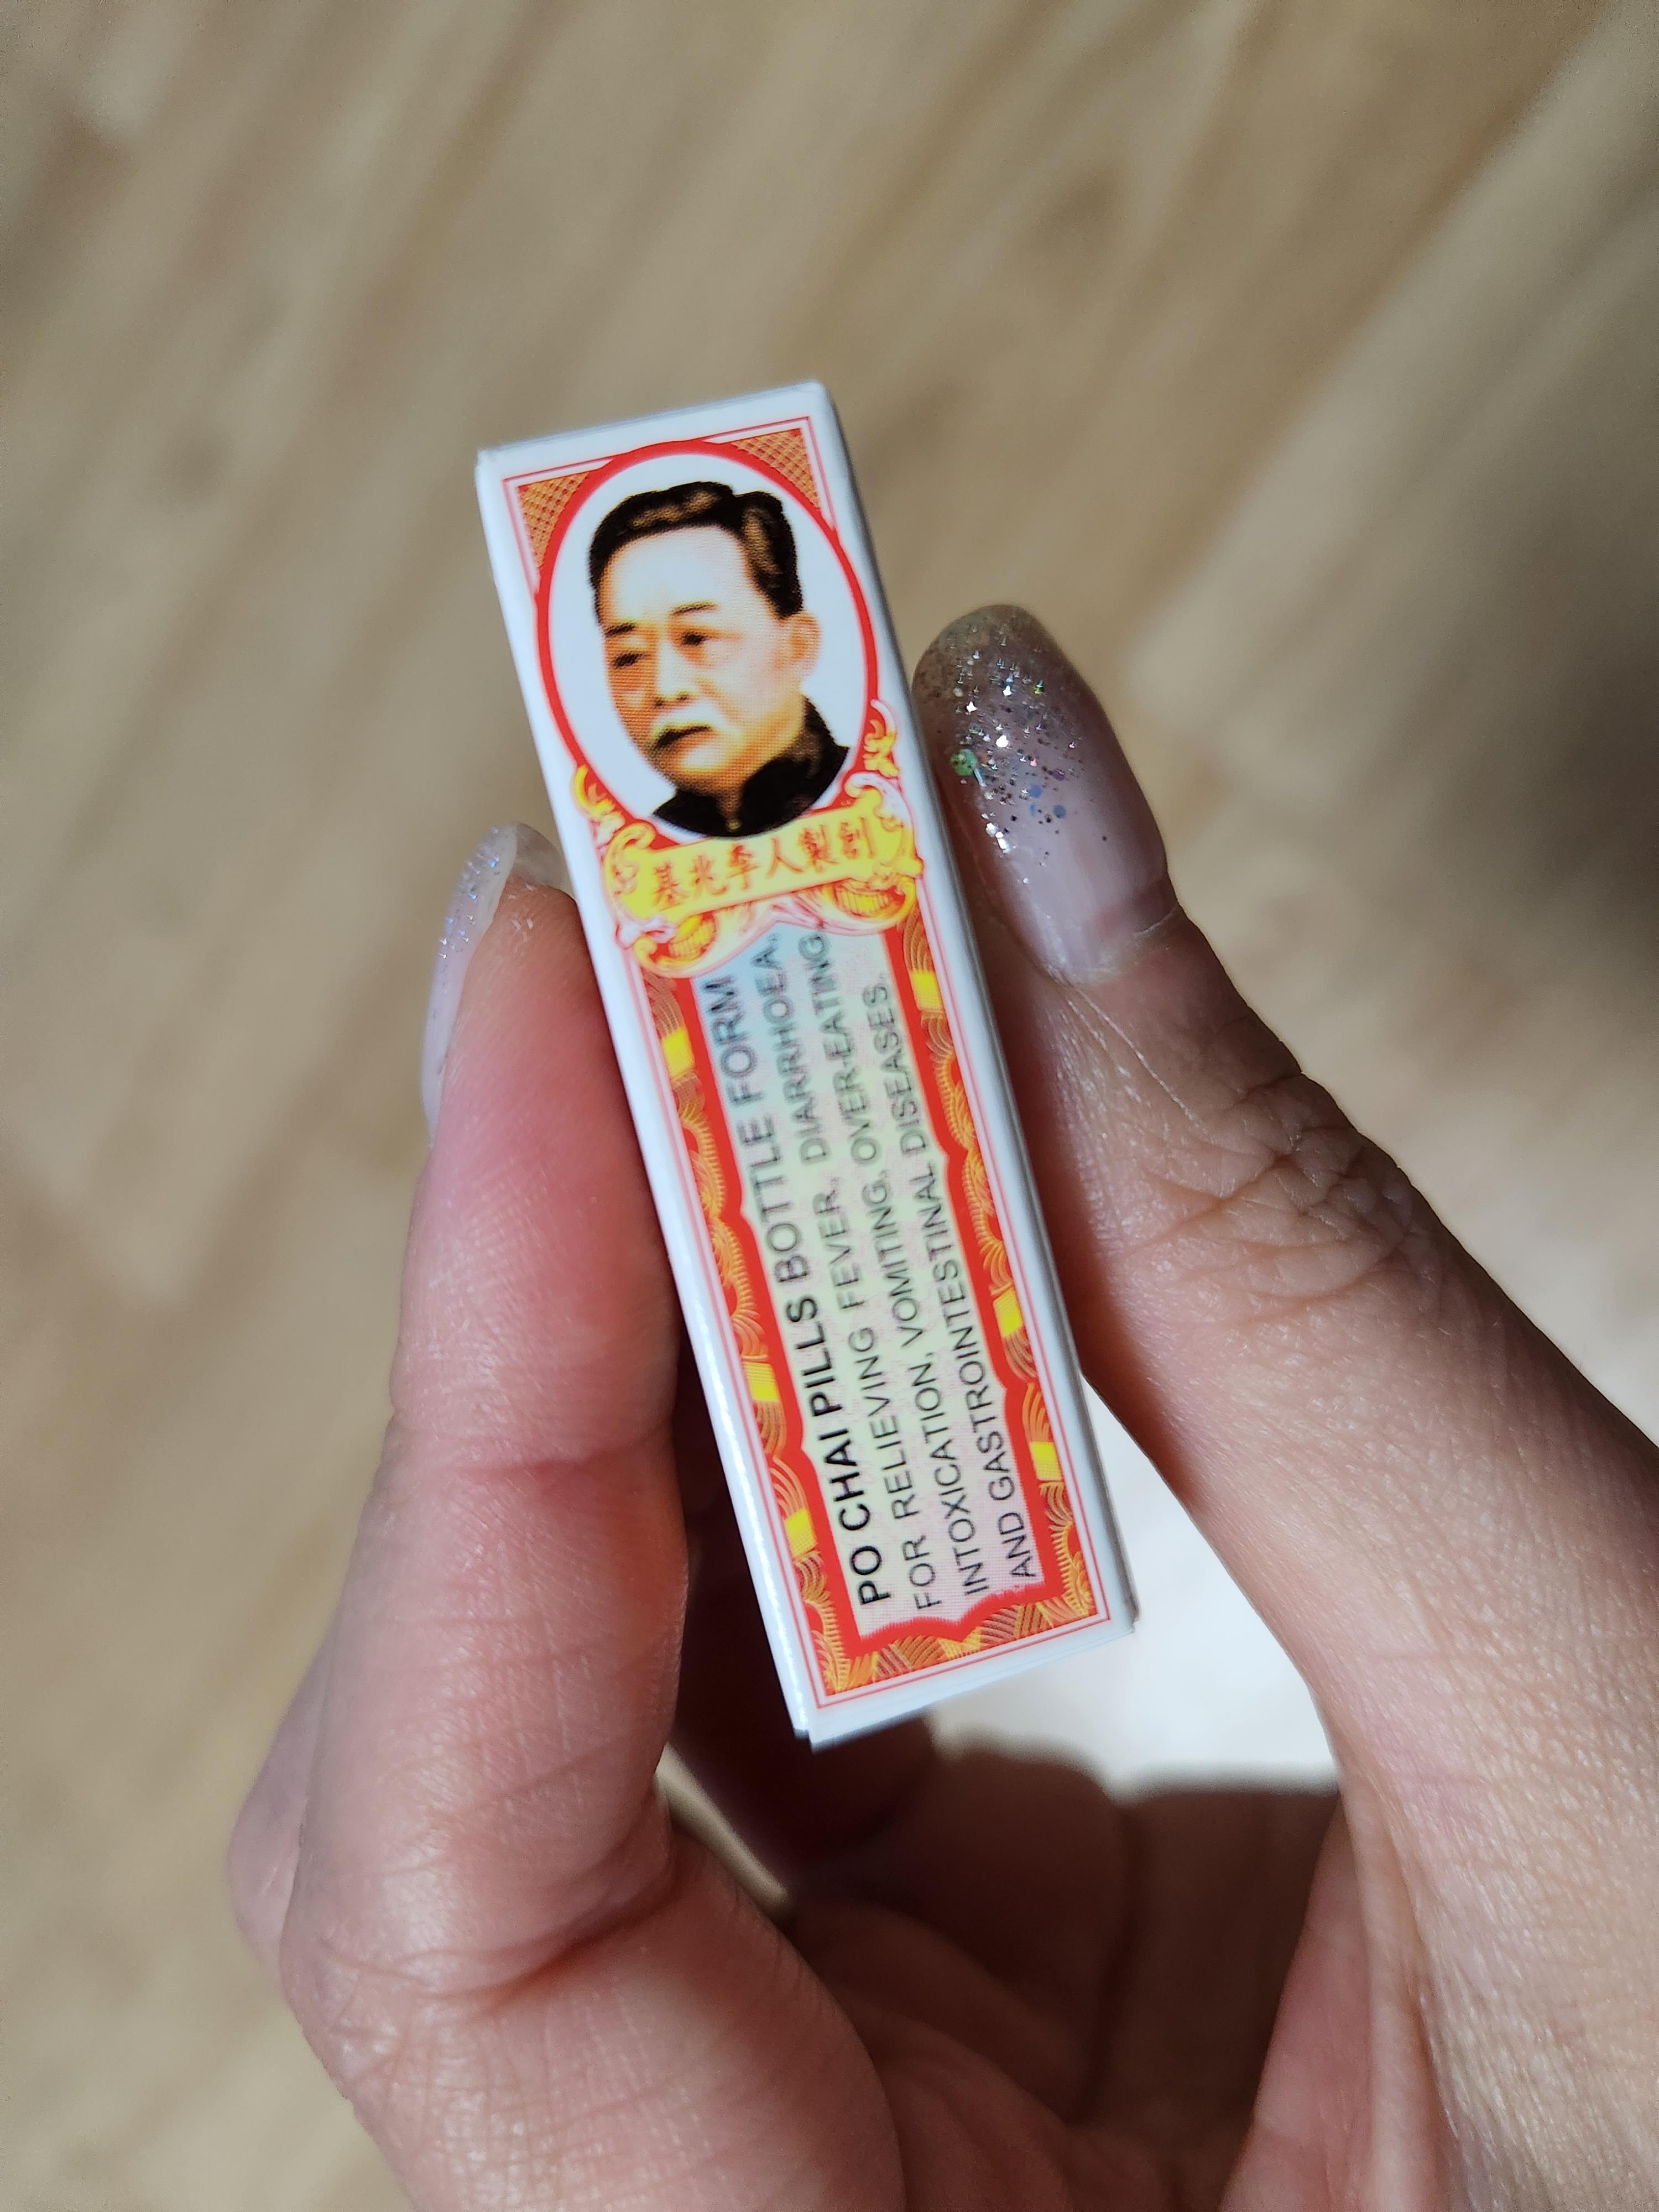 基兆李人製創
PO CHAI PILLS BOTTLE FORM
FOR RELIEVING FEVER, DIARRHOEA,
INTOXICATION, VOMITING, OVER-EATING
AND GASTROINTESTINAL DISEASES.